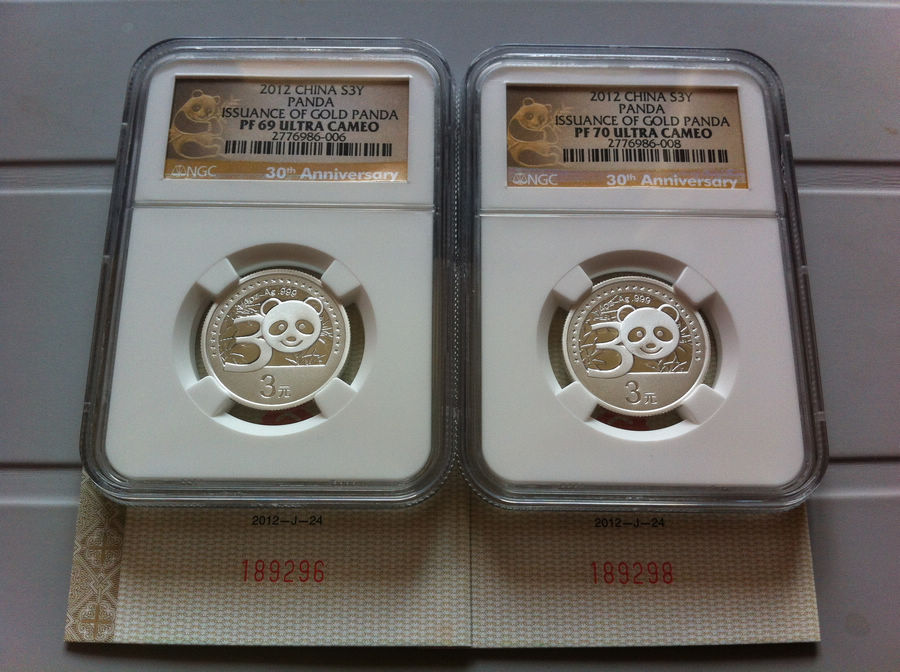 2012 CHINA S3Y
PANDA
ISSUANCE OF GOLD PANDA
PF 69 ULTRA CAMEO
2776986-006
NGC
30th Anniversary
2012 CHINA S3Y
PANDA
ISSUANCE OF GOLD PANDA
PF 70 ULTRA CAMEO
2776986-008
NGC
30th Anniversary
Ag .999
30
3元
Ag .999
30
3元
2012-J-24
189296
2012-J-24
189298